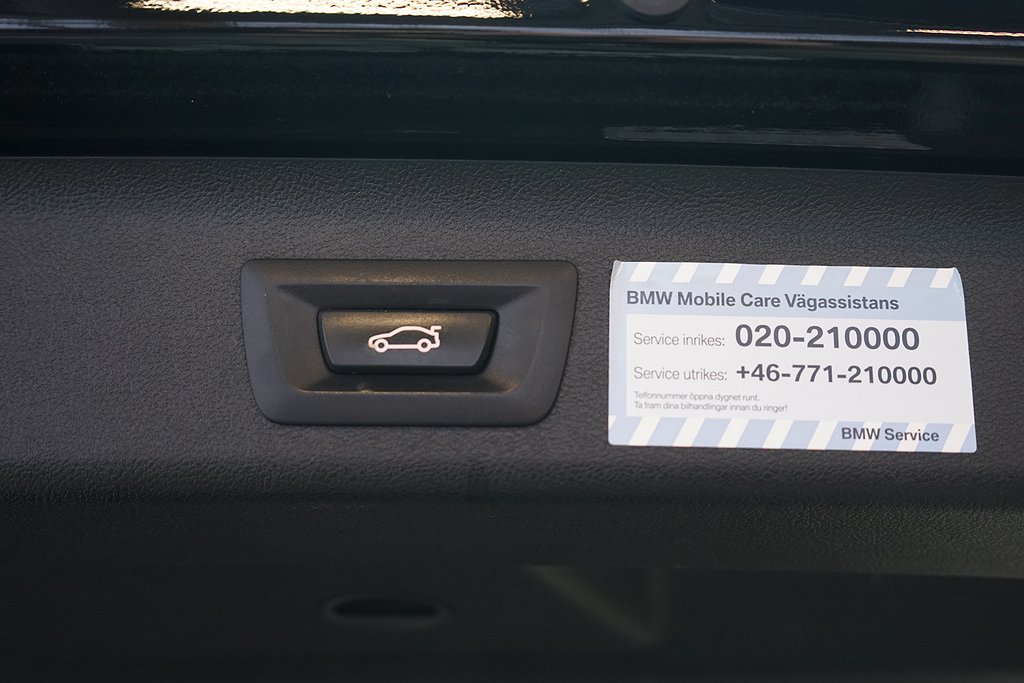 BMW Mobile Care Vägassistans
Service inrikes: 020-210000
Service utrikes: +46-771-210000
Telfonnummer öppna dygnet runt.
Ta fram dina bilhandlingar innan du ringer!
BMW Service